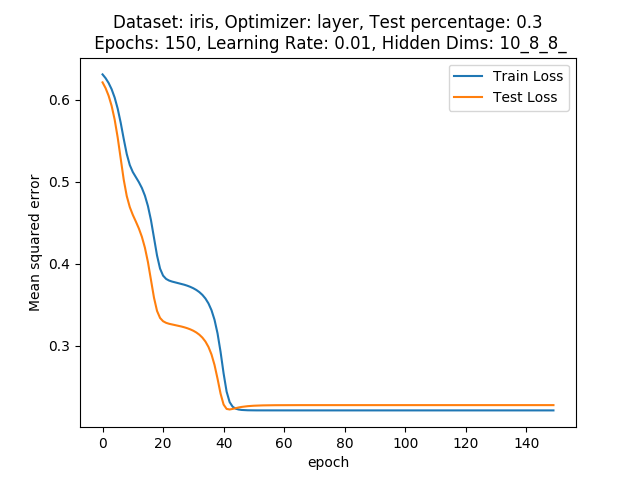 Dataset: iris, Optimizer: layer, Test percentage: 0.3
Epochs: 150, Learning Rate: 0.01, Hidden Dims: 10_8_8_
Train Loss
Test Loss
Mean squared error
0.6
0.5
0.4
0.3
0 20 40 60 80 100 120 140
epoch